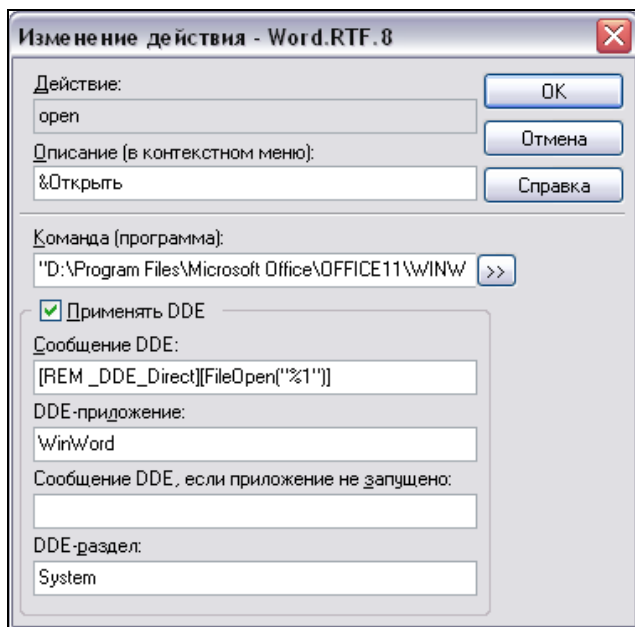 Изменение действия - Word.RTF.8
Действие:
open
OK
Отмена
Описание (в контекстном меню):
&Открыть
Справка
Команда (программа):
"D:\Program Files\Microsoft Office\OFFICE11\WINW
>>
Применять DDE
Сообщение DDE:
[REM _DDE_Direct][FileOpen("%1")]
DDE-приложение:
WinWord
Сообщение DDE, если приложение не запущено:
DDE-раздел:
System